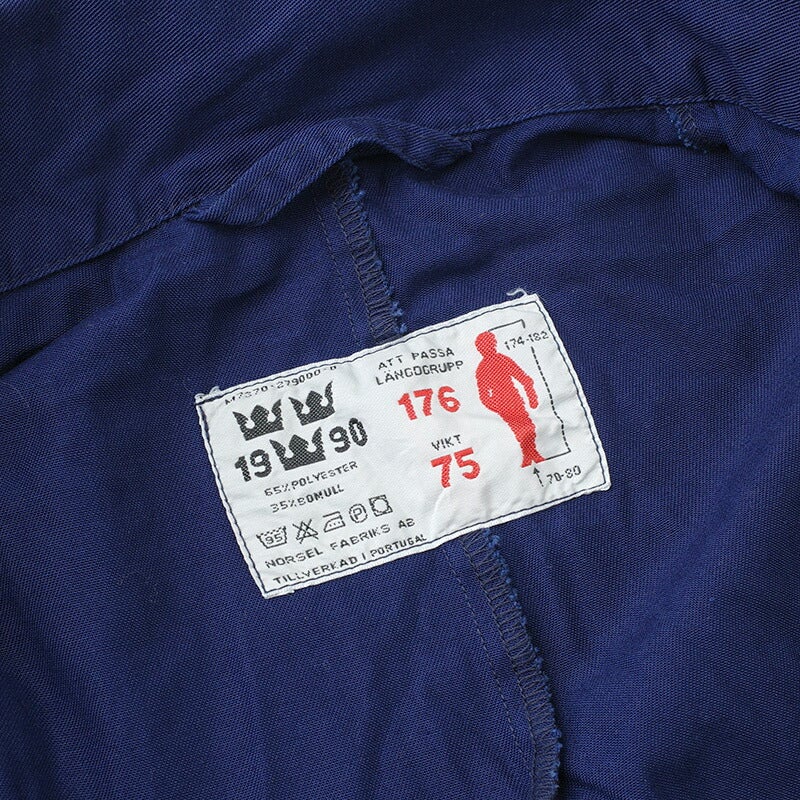 M7370-279000-8
19 90
65% POLYESTER
35% BOMULL
95 P
NORSEL FABRIKS AB
TILLVERKAD I PORTUGAL
ATT PASSA
LÄNGDGRUPP
176
VIKT
75
174-182
70-80